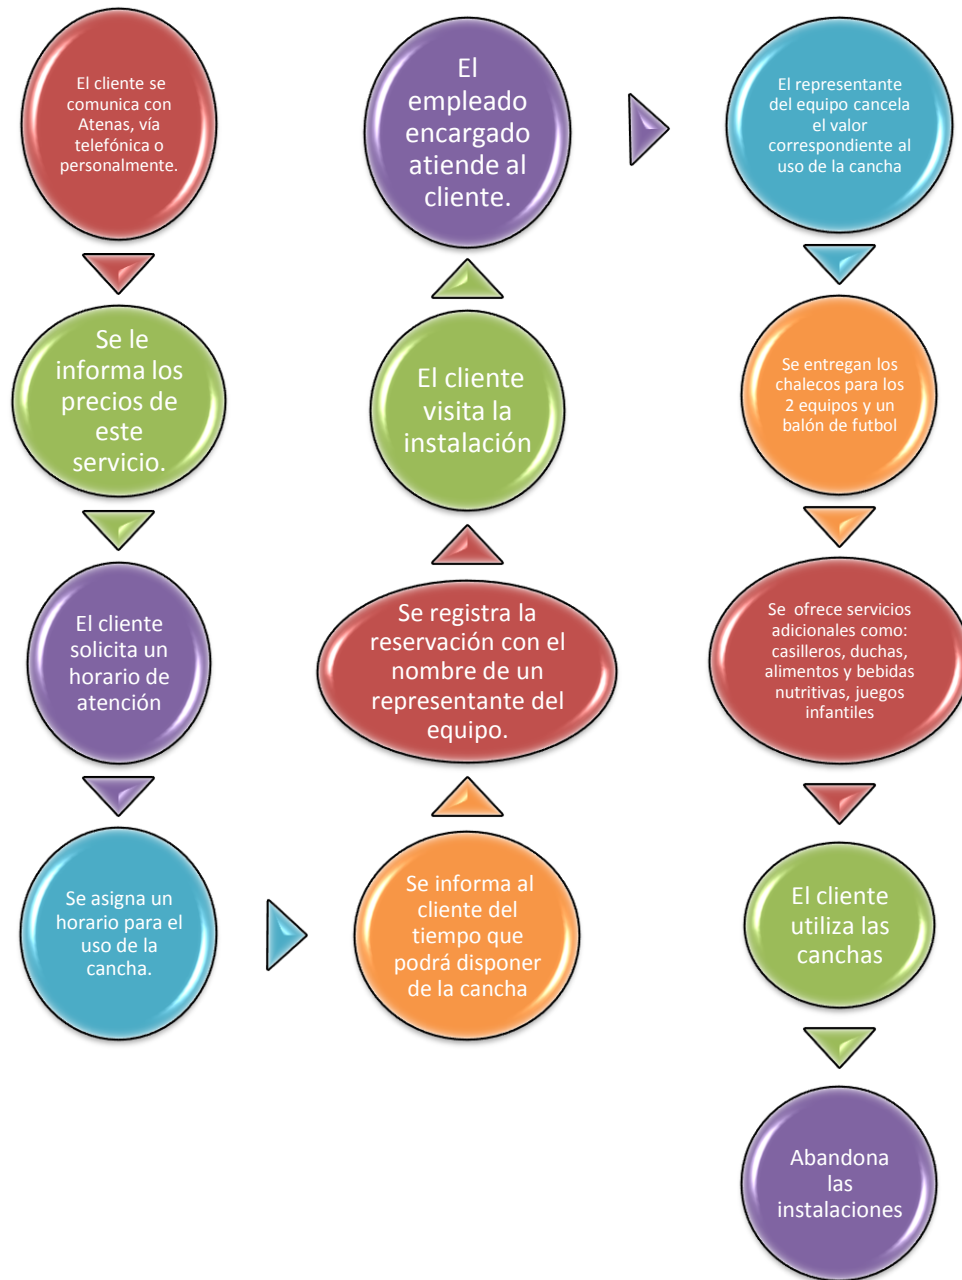 El cliente se
comunica con
Atenas, vía
telefónica o
personalmente.
Se le
informa los
precios de
este
servicio.
El cliente
solicita un
horario de
atención
Se asigna un
horario para el
uso de la
cancha.
Se informa al
cliente del
tiempo que
podrá disponer
de la cancha
Se registra la
reservación con el
nombre de un
representante del
equipo.
El cliente
visita la
instalación
El
empleado
encargado
atiende al
cliente.
El representante
del equipo cancela
el valor
correspondiente al
uso de la cancha
Se entregan los
chalecos para los
2 equipos y un
balón de futbol
Se ofrece servicios
adicionales como:
casilleros, duchas,
alimentos y bebidas
nutritivas, juegos
infantiles
El cliente
utiliza las
canchas
Abandona
las
instalaciones